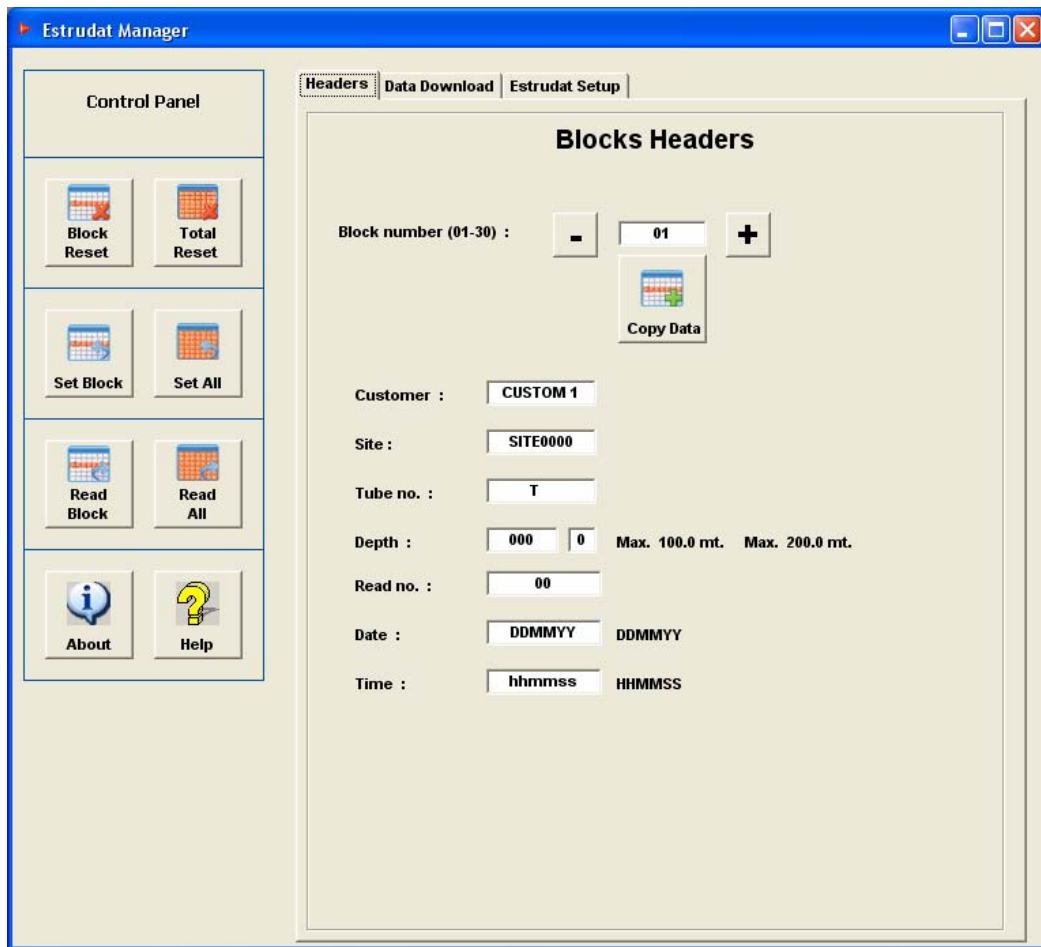 Estrudat Manager
Control Panel
Block
Reset
Total
Reset
Set Block
Set All
Read
Block
Read
All
About
Help
Headers
Data Download
Estrudat Setup
Blocks Headers
Block number (01-30) :
-
01
+
Copy Data
Customer :
CUSTOM 1
Site :
SITE0000
Tube no. :
T
Depth :
000
0
Max. 100.0 mt.
Max. 200.0 mt.
Read no. :
00
Date :
DDMMYY
DDMMYY
Time :
hhmmss
HHMMSS